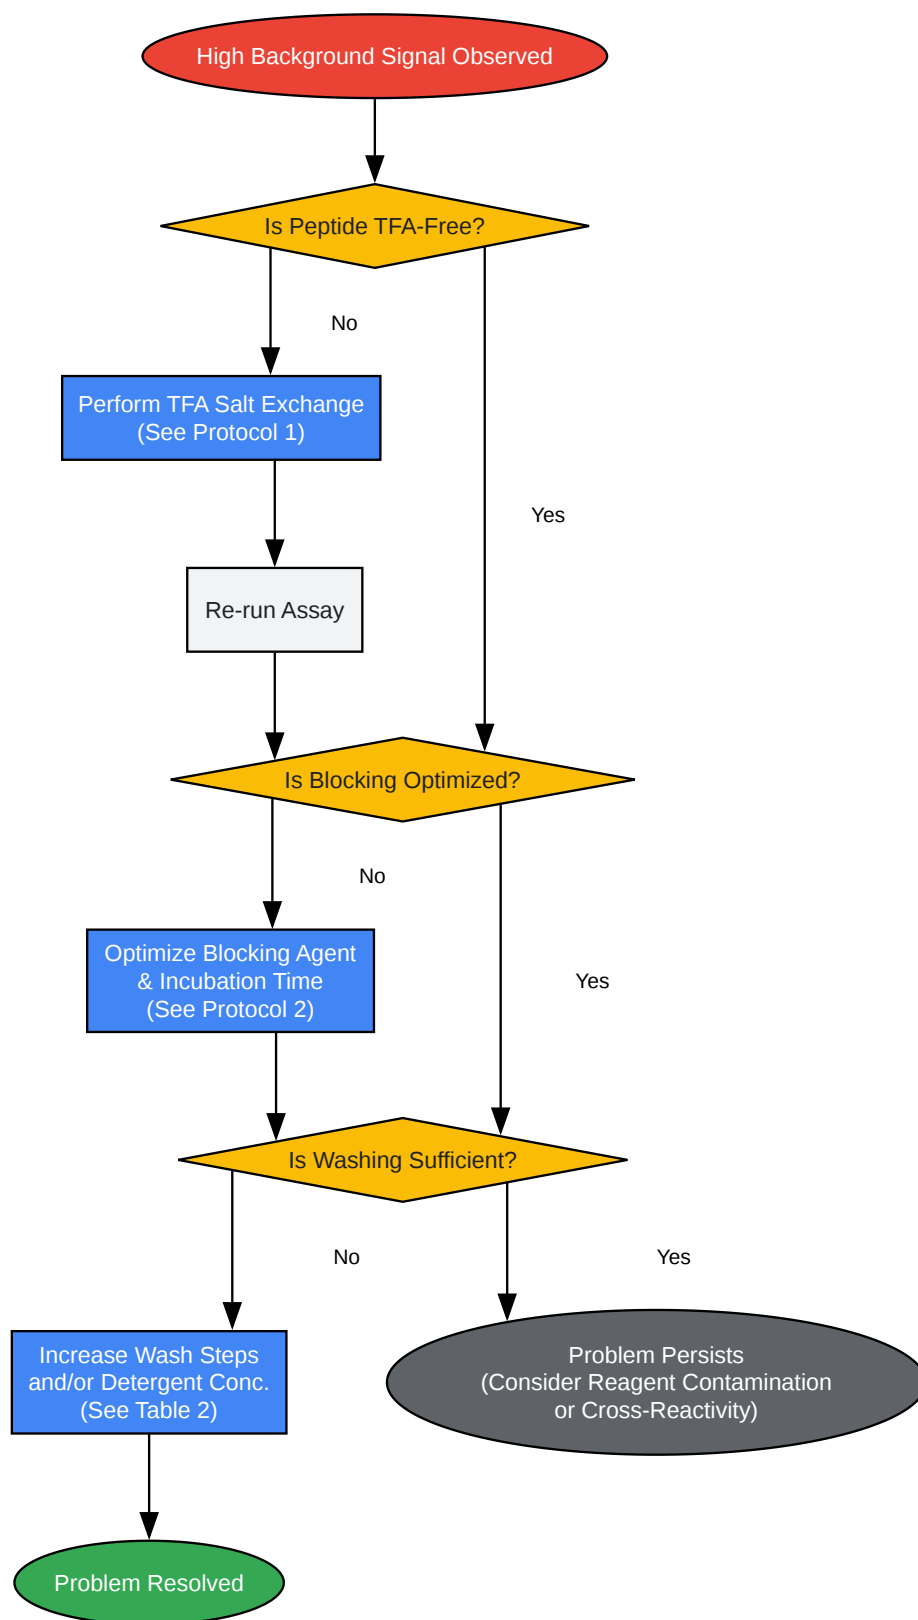 High Background Signal Observed
Is Peptide TFA-Free?
No
Perform TFA Salt Exchange
(See Protocol 1)
Yes
Re-run Assay
Is Blocking Optimized?
No
Optimize Blocking Agent
& Incubation Time
(See Protocol 2)
Yes
Is Washing Sufficient?
No
Yes
Increase Wash Steps
and/or Detergent Conc.
(See Table 2)
Problem Persists
(Consider Reagent Contamination
or Cross-Reactivity)
Problem Resolved